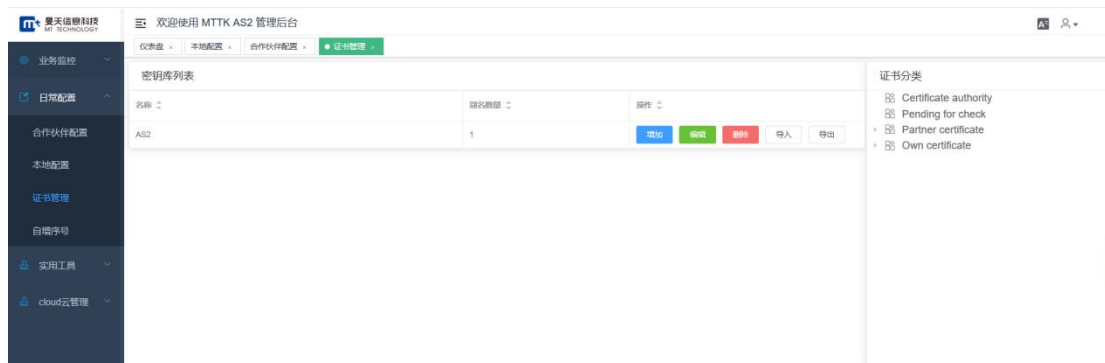 曼天信息科技
MT TECHNOLOGY
欢迎使用 MTTK AS2 管理后台
仪表盘 × 本地配置 × 合作伙伴配置 × ● 证书管理 ×
业务监控
日常配置
合作伙伴配置
本地配置
证书管理
自增序号
实用工具
cloud云管理
密钥库列表
名称 别名数量 操作
AS2 1 增加 编辑 删除 导入 导出
证书分类
Certificate authority
Pending for check
Partner certificate
Own certificate